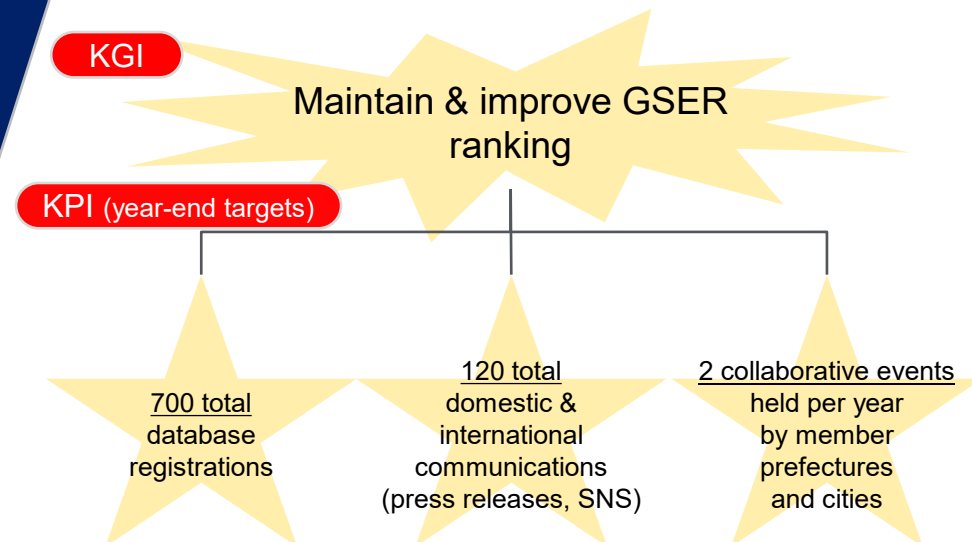 KGI
Maintain & improve GSER
ranking
KPI (year-end targets)
700 total
database
registrations
120 total
domestic &
international
communications
(press releases, SNS)
2 collaborative events
held per year
by member
prefectures
and cities